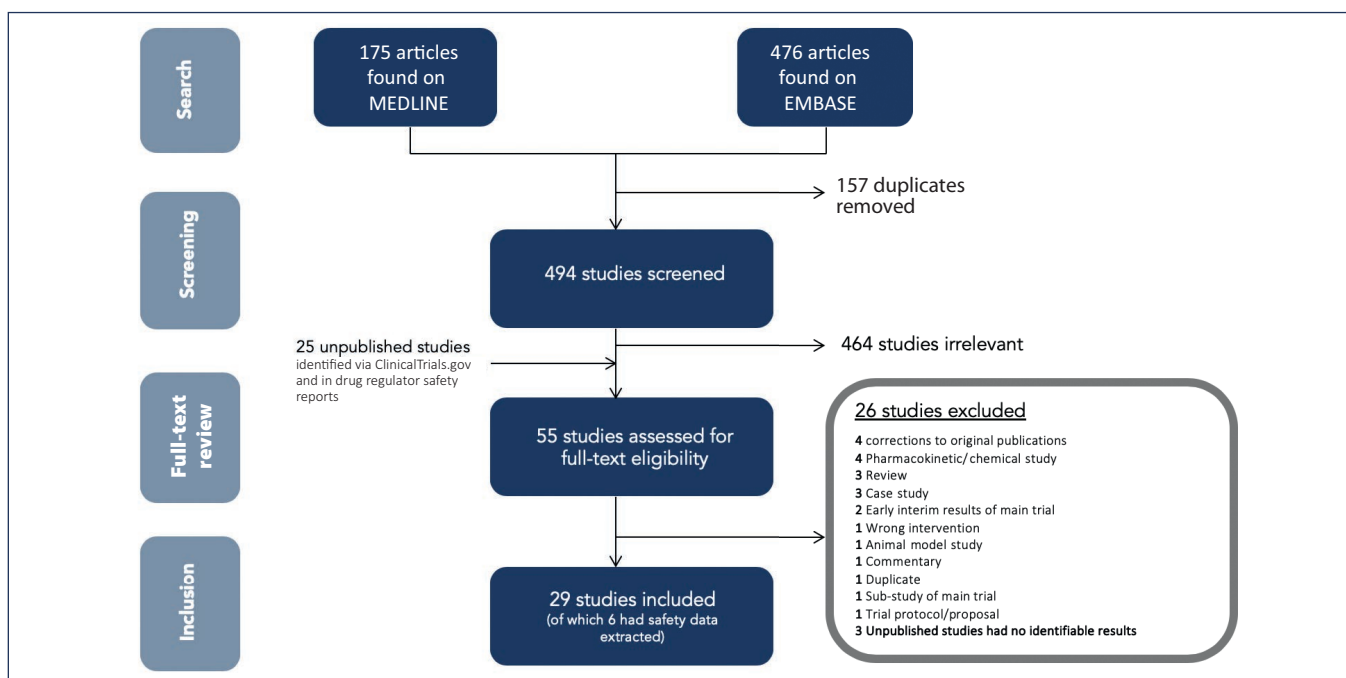 Search
175 articles
found on
MEDLINE
476 articles
found on
EMBASE
157 duplicates
removed
Screening
494 studies screened
25 unpublished studies
identified via ClinicalTrials.gov
and in drug regulator safety
reports
464 studies irrelevant
Full-text
review
55 studies assessed for
full-text eligibility
26 studies excluded
4 corrections to original publications
4 Pharmacokinetic/ chemical study
3 Review
3 Case study
2 Early interim results of main trial
1 Wrong intervention
1 Animal model study
1 Commentary
1 Duplicate
1 Sub-study of main trial
1 Trial protocol/proposal
3 Unpublished studies had no identifiable results
Inclusion
29 studies included
(of which 6 had safety data
extracted)